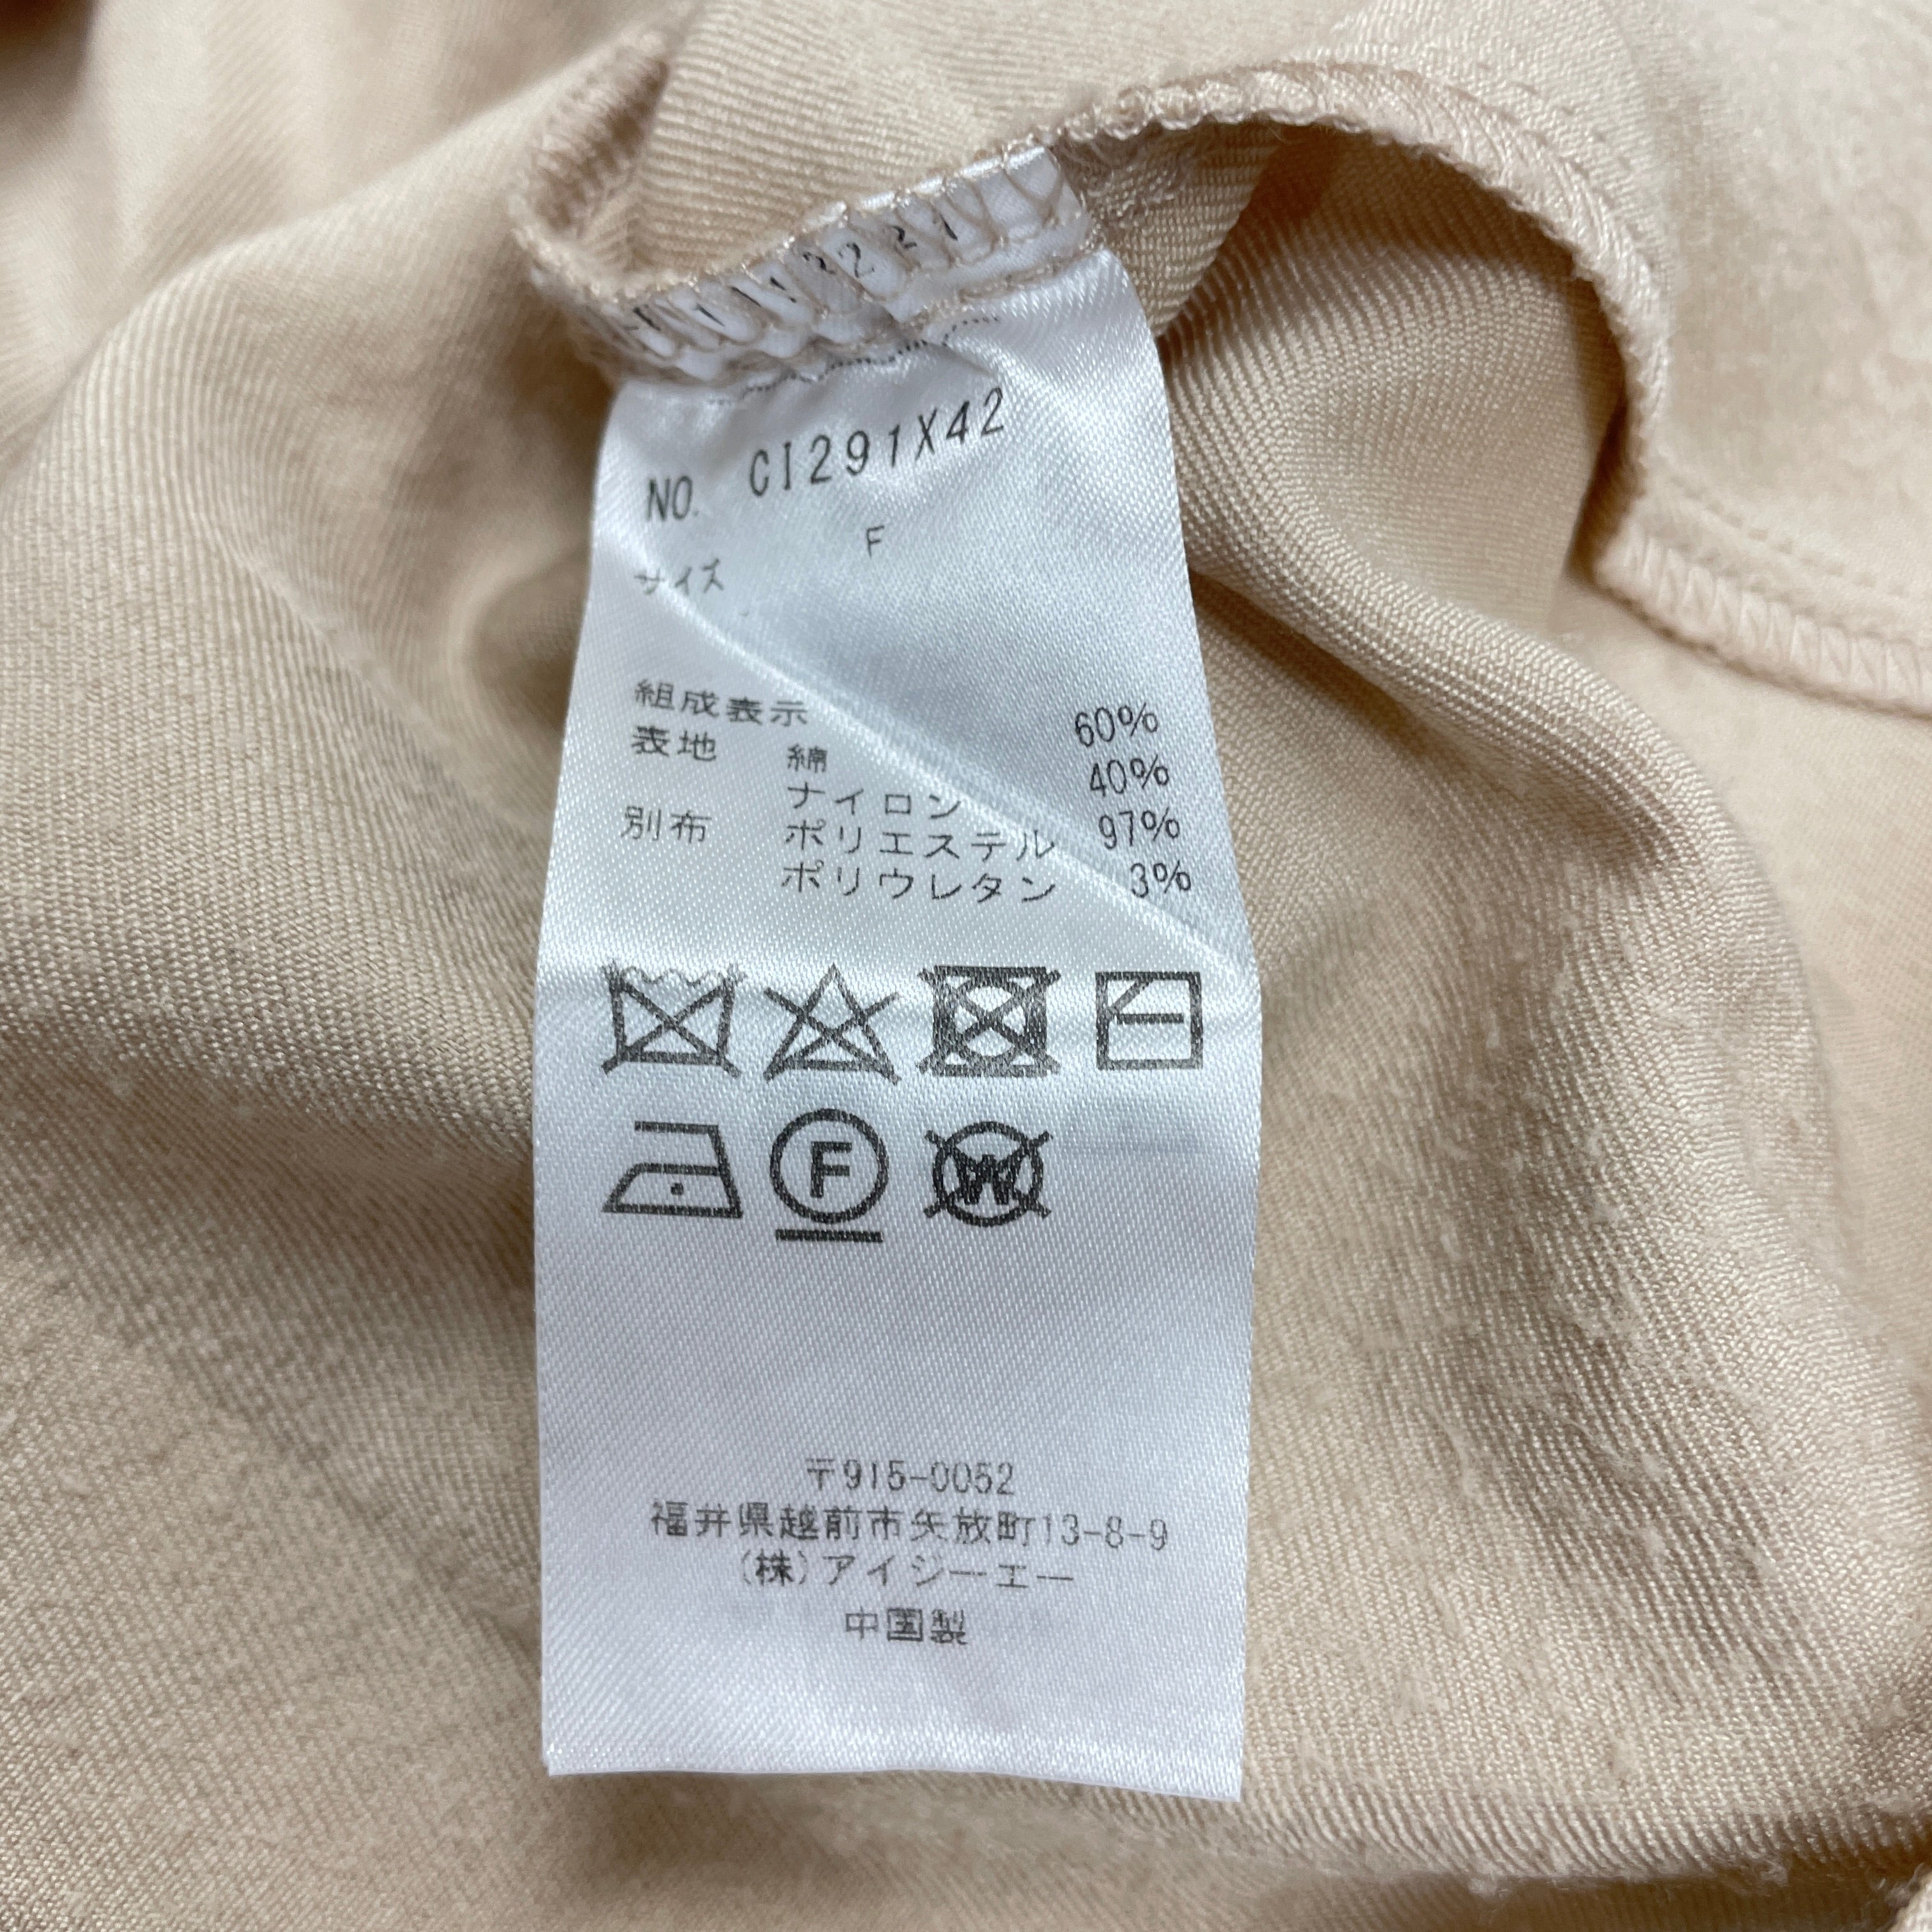 NO. CI291X42
サイズ F
組成表示
表地 綿 60%
ナイロン 40%
別布 ポリエステル 97%
ポリウレタン 3%
F
W
〒915-0052
福井県越前市矢放町13-8-9
(株)アイジーエー
中国製